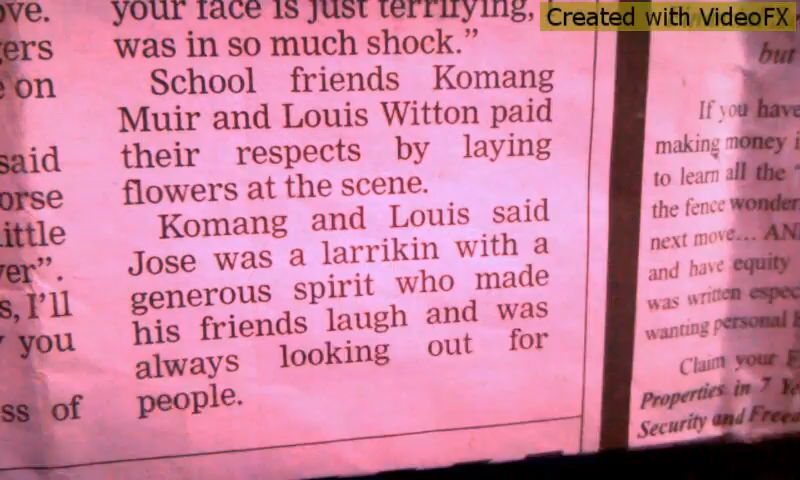 ove.
ers
e on
said
orse
ittle
ver".
s, I'll
you
ss of
your face is just terrifying,
was in so much shock."
School friends Komang
Muir and Louis Witton paid
their respects by laying
flowers at the scene.
Komang and Louis said
Jose was a larrikin with a
generous spirit who made
his friends laugh and was
always looking out for
people.
Created with VideoFX
but
If you have
making money i
to learn all the
the fence wonder
next move... AN
and have equity
was written espec
wanting personal
Claim your
Properties in 7 Ye
Security and Freed